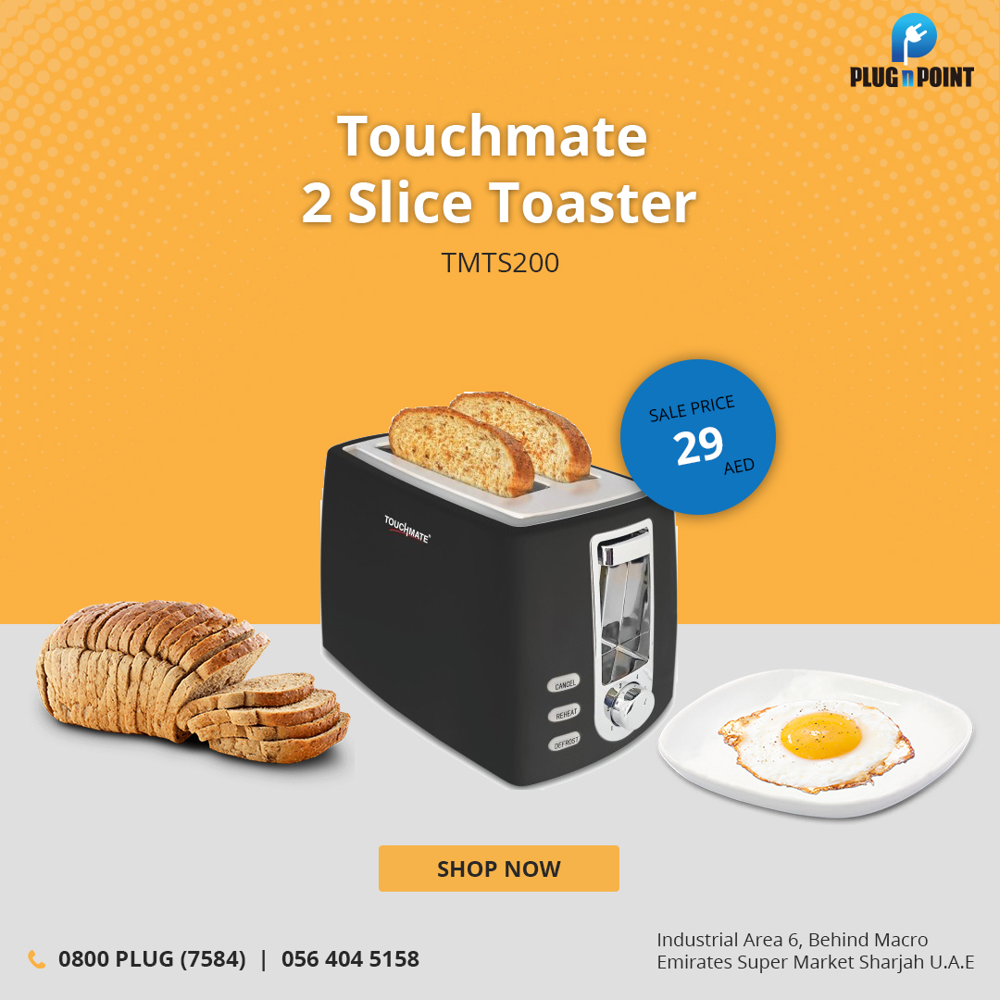 PLUG n POINT
Touchmate
2 Slice Toaster
TMTS200
SALE PRICE
29
AED
TOUCHMATE®
CANCEL
REHEAT
DEFROST
SHOP NOW
0800 PLUG (7584) | 056 404 5158
Industrial Area 6, Behind Macro
Emirates Super Market Sharjah U.A.E